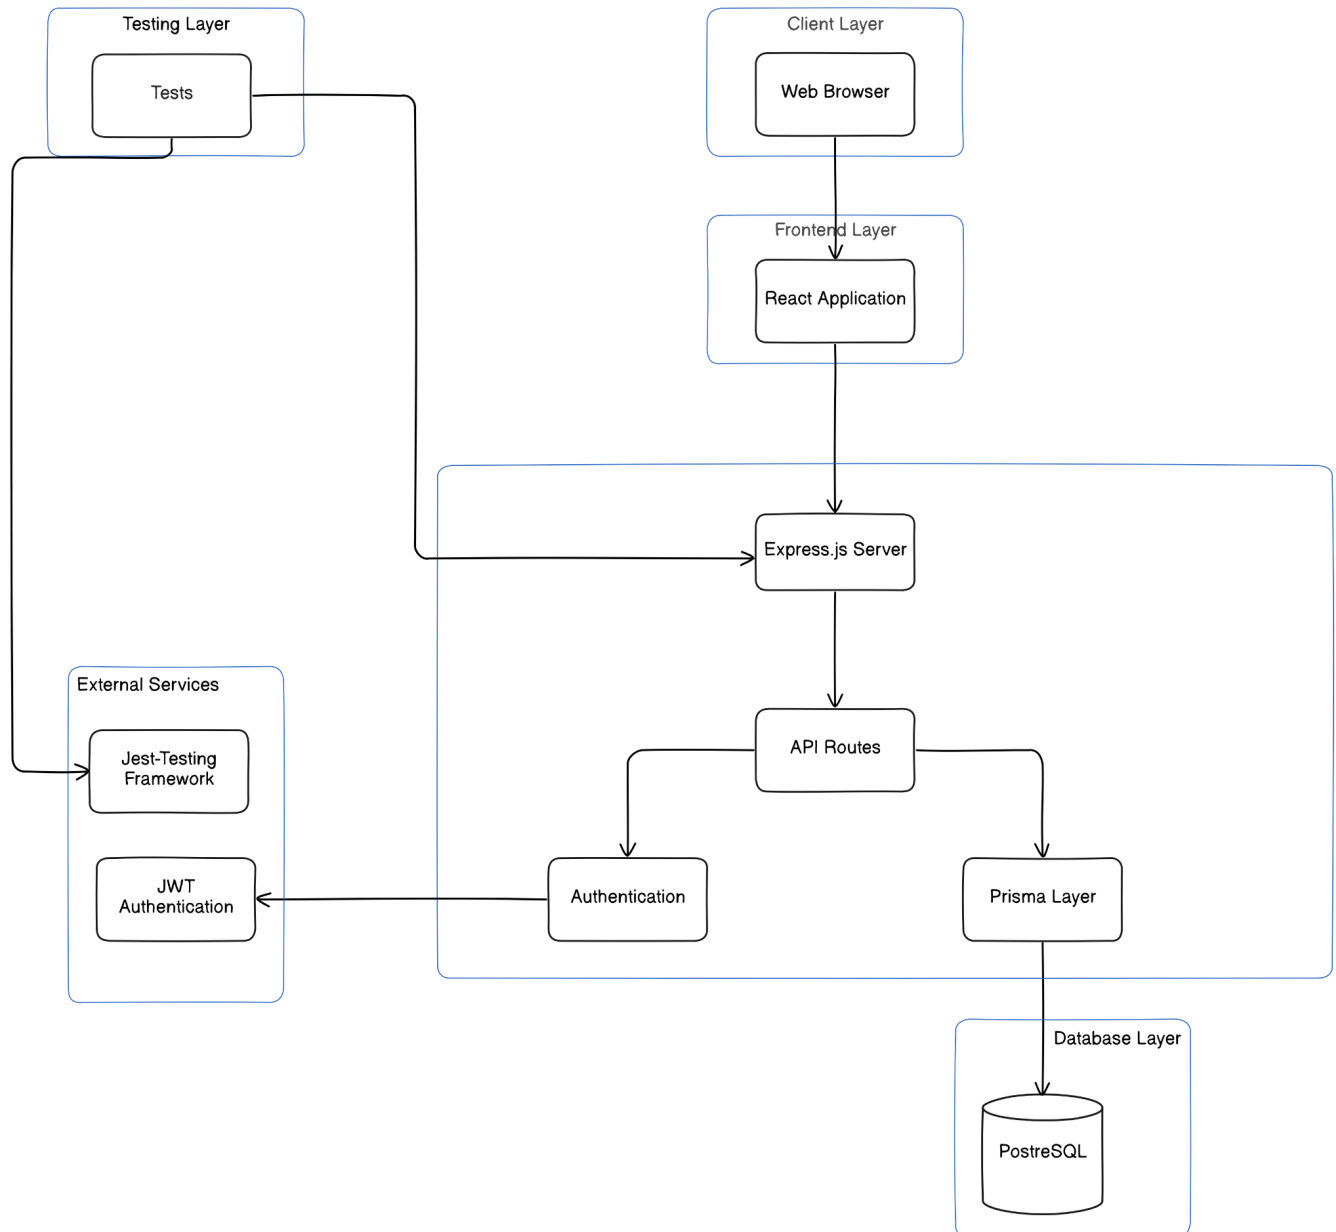 Testing Layer
Tests
Client Layer
Web Browser
Frontend Layer
React Application
Express.js Server
External Services
Jest-Testing
Framework
API Routes
JWT
Authentication
Authentication
Prisma Layer
Database Layer
PostreSQL